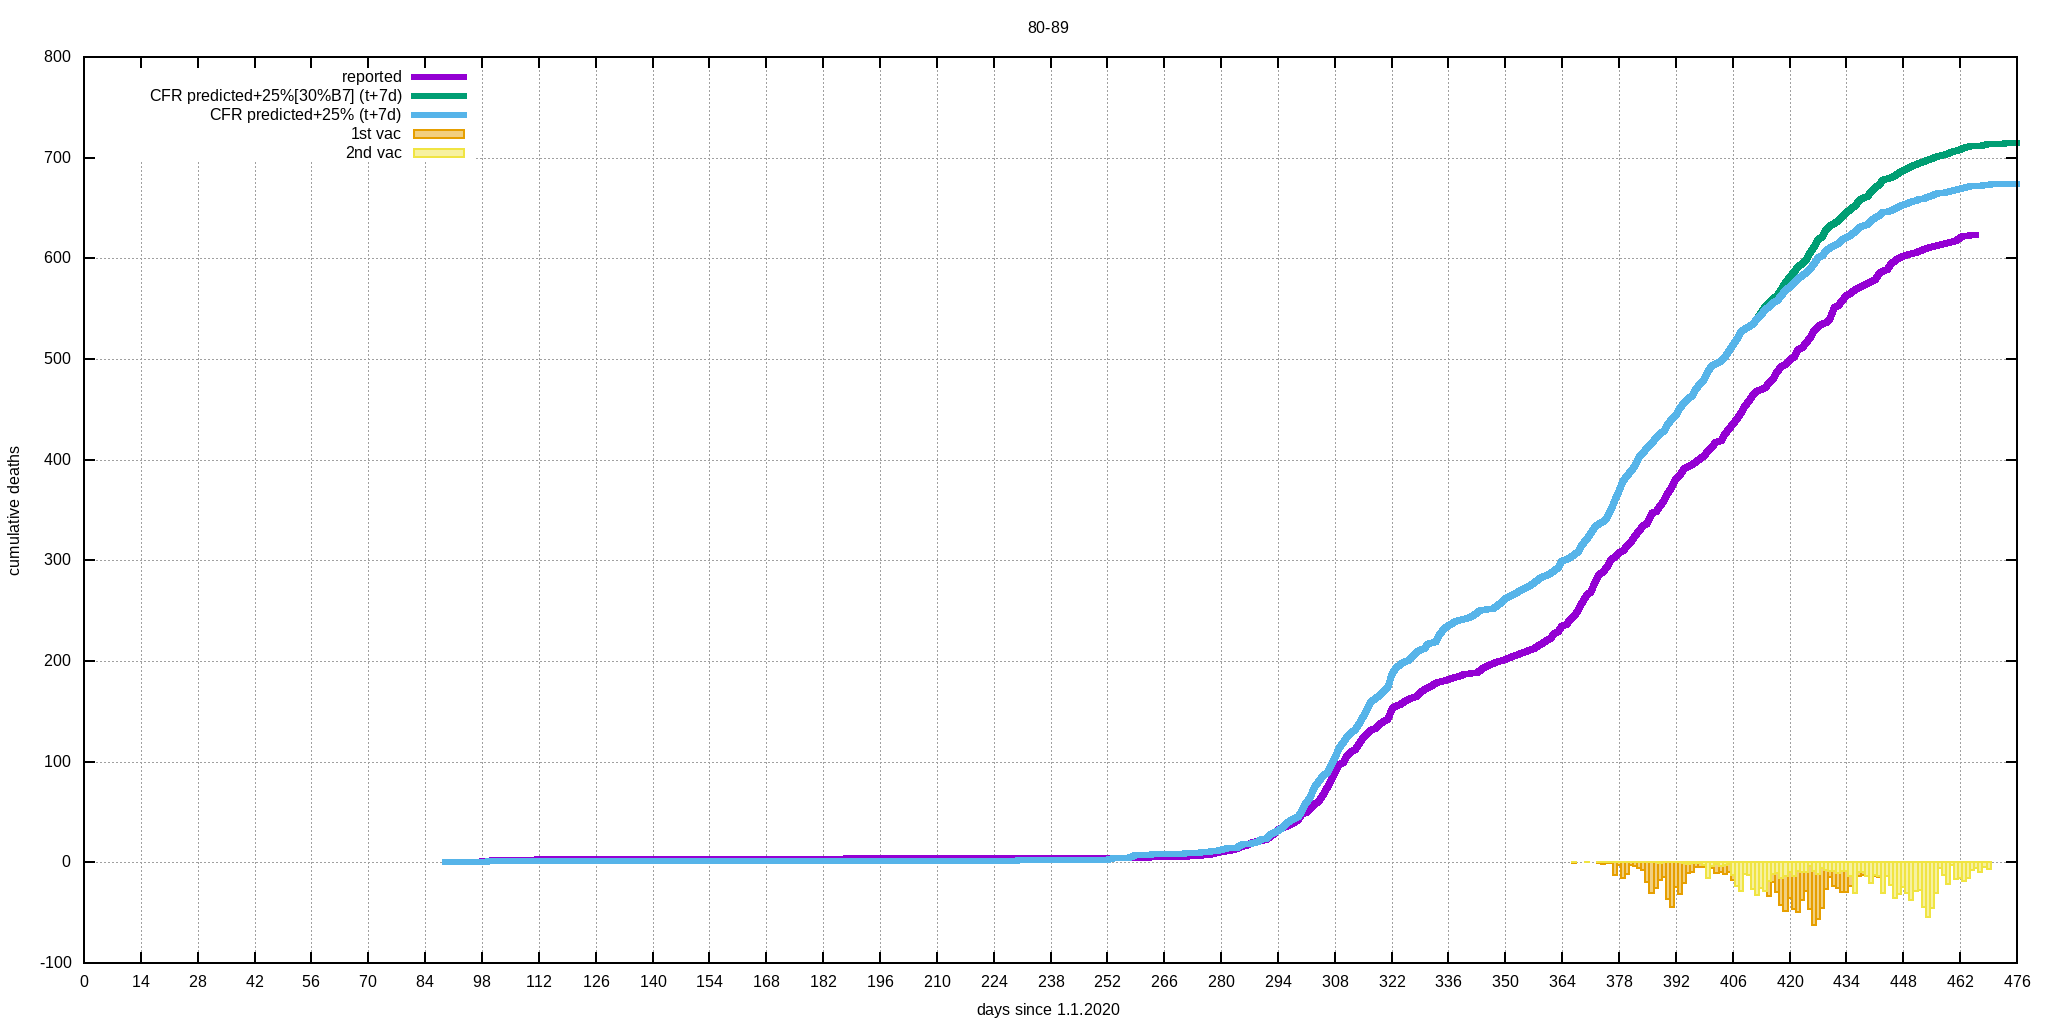 80-89
reported
CFR predicted+25%[30%B7] (t+7d)
CFR predicted+25% (t+7d)
1st vac
2nd vac
800
700
600
500
400
300
200
100
0
-100
cumulative deaths
0 14 28 42 56 70 84 98 112 126 140 154 168 182 196 210 224 238 252 266 280 294 308 322 336 350 364 378 392 406 420 434 448 462 476
days since 1.1.2020